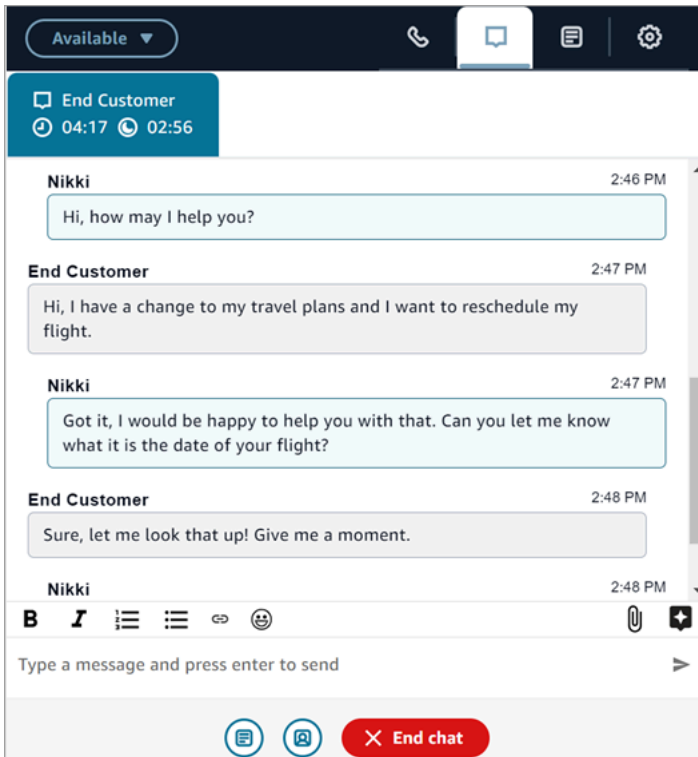 Available
End Customer
04:17 02:56
Nikki 2:46 PM
Hi, how may I help you?
End Customer 2:47 PM
Hi, I have a change to my travel plans and I want to reschedule my
flight.
Nikki 2:47 PM
Got it, I would be happy to help you with that. Can you let me know
what it is the date of your flight?
End Customer 2:48 PM
Sure, let me look that up! Give me a moment.
Nikki 2:48 PM
B I
Type a message and press enter to send
End chat